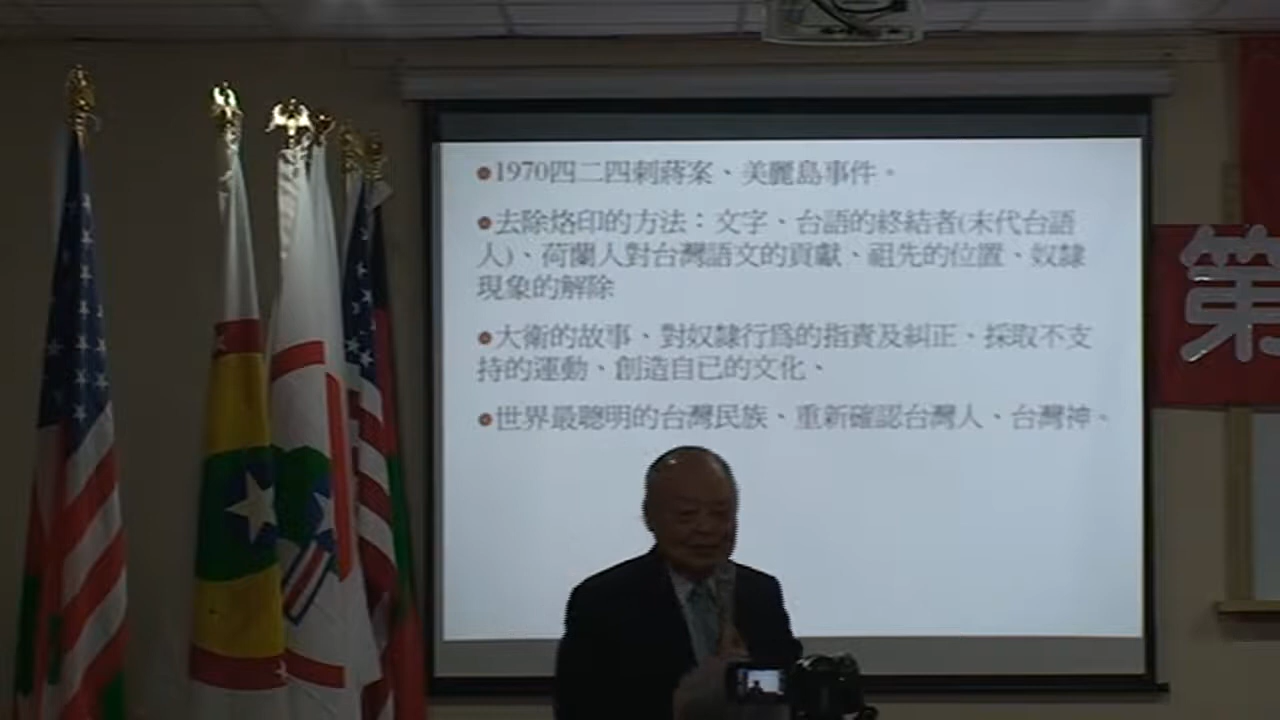 ●1970四二四刺蔣案、美麗島事件。
●去除烙印的方法：文字、台語的終結者(末代台語
人)、荷蘭人對台灣語文的貢獻、祖先的位置、奴隸
現象的解除
●大衛的故事、對奴隸行為的指責及糾正、採取不支
持的運動、創造自已的文化、
●世界最聰明的台灣民族、重新確認台灣人、台灣神。
第